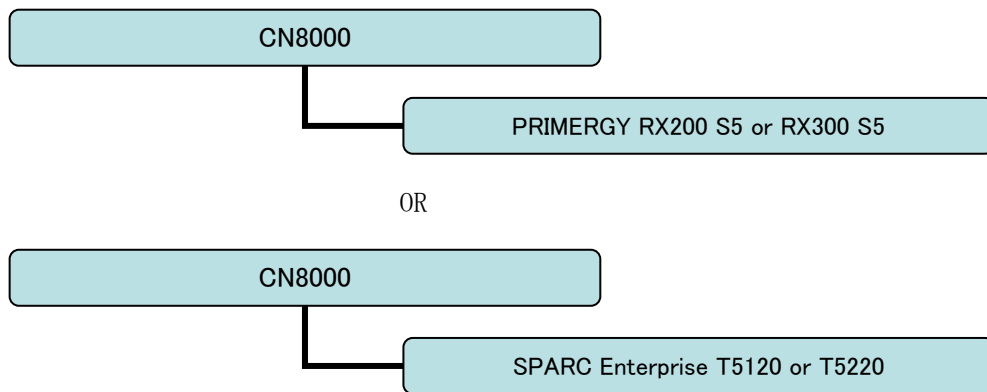 CN8000
PRIMERGY RX200 S5 or RX300 S5
OR
CN8000
SPARC Enterprise T5120 or T5220